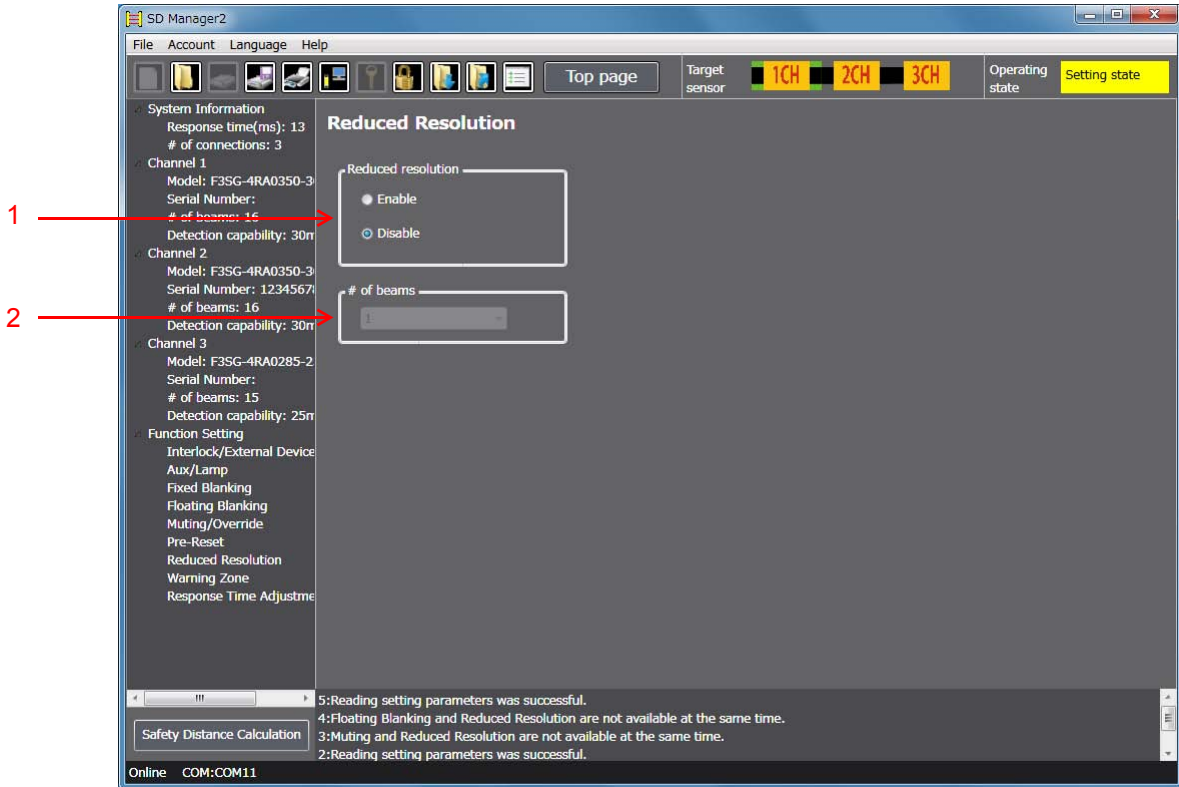 SD Manager2
File Account Language Help
Top page
Target sensor
1CH 2CH 3CH
Operating state
Setting state
System Information
Response time(ms): 13
# of connections: 3
Channel 1
Model: F3SG-4RA0350-3
Serial Number:
# of beams: 16
Detection capability: 30m
Channel 2
Model: F3SG-4RA0350-3
Serial Number: 1234567
# of beams: 16
Detection capability: 30m
Channel 3
Model: F3SG-4RA0285-2
Serial Number:
# of beams: 15
Detection capability: 25m
Function Setting
Interlock/External Device
Aux/Lamp
Fixed Blanking
Floating Blanking
Muting/Override
Pre-Reset
Reduced Resolution
Warning Zone
Response Time Adjustme
Safety Distance Calculation
Reduced Resolution
1
Reduced resolution
Enable
Disable
2
# of beams
1
5:Reading setting parameters was successful.
4:Floating Blanking and Reduced Resolution are not available at the same time.
3:Muting and Reduced Resolution are not available at the same time.
2:Reading setting parameters was successful.
Online COM:COM11